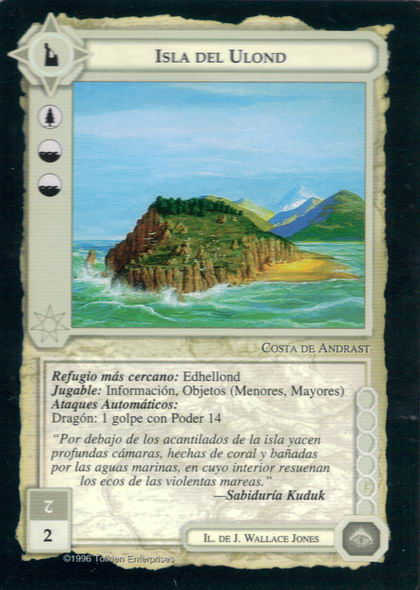 ISLA DEL ULOND
COSTA DE ANDRAST
Refugio más cercano: Edhellond
Jugable: Información, Objetos (Menores, Mayores)
Ataques Automáticos:
Dragón: 1 golpe con Poder 14
“Por debajo de los acantilados de la isla yacen
profundas cámaras, hechas de coral y bañadas
por las aguas marinas, en cuyo interior resuenan
los ecos de las violentas mareas.”
—Sabiduría Kuduk
2
2
IL. DE J. WALLACE JONES
©1996 Tolkien Enterprises